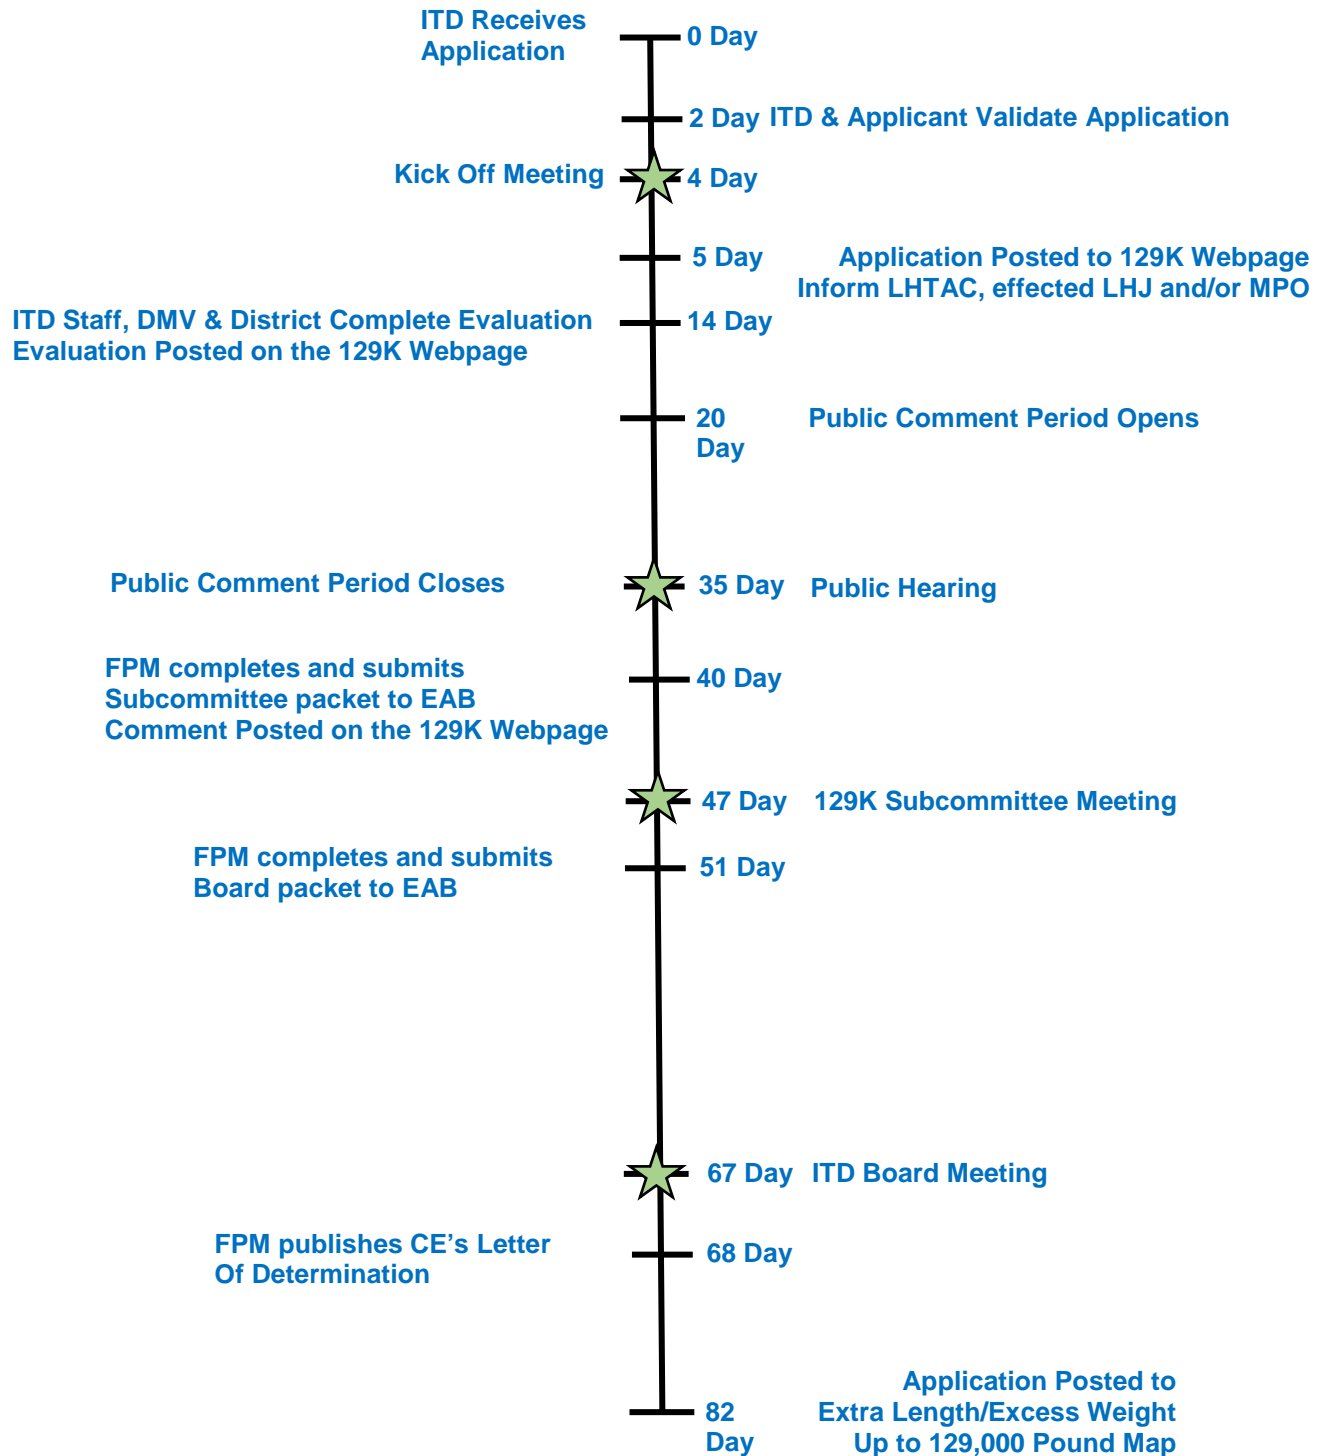 ITD Receives
Application
0 Day
2 Day
ITD & Applicant Validate Application
Kick Off Meeting
4 Day
5 Day
Application Posted to 129K Webpage
Inform LHTAC, effected LHJ and/or MPO
ITD Staff, DMV & District Complete Evaluation
Evaluation Posted on the 129K Webpage
14 Day
20
Day
Public Comment Period Opens
Public Comment Period Closes
35 Day
Public Hearing
FPM completes and submits
Subcommittee packet to EAB
Comment Posted on the 129K Webpage
40 Day
47 Day
129K Subcommittee Meeting
FPM completes and submits
Board packet to EAB
51 Day
67 Day
ITD Board Meeting
FPM publishes CE's Letter
Of Determination
68 Day
82
Day
Application Posted to
Extra Length/Excess Weight
Up to 129,000 Pound Map